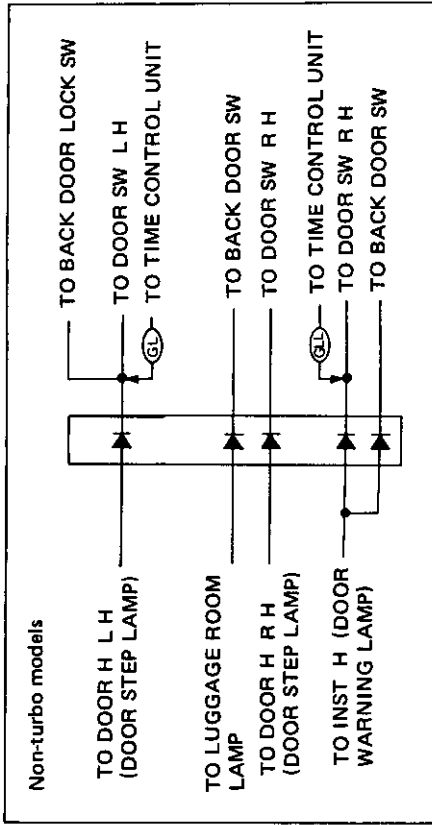 Non-turbo models
TO DOOR H L H
(DOOR STEP LAMP)
TO LUGGAGE ROOM
LAMP
TO DOOR H R H
(DOOR STEP LAMP)
TO INST H (DOOR
WARNING LAMP)
TO BACK DOOR LOCK SW
TO DOOR SW L H
GL
TO TIME CONTROL UNIT
TO BACK DOOR SW
TO DOOR SW R H
GLL
TO TIME CONTROL UNIT
TO DOOR SW R H
TO BACK DOOR SW